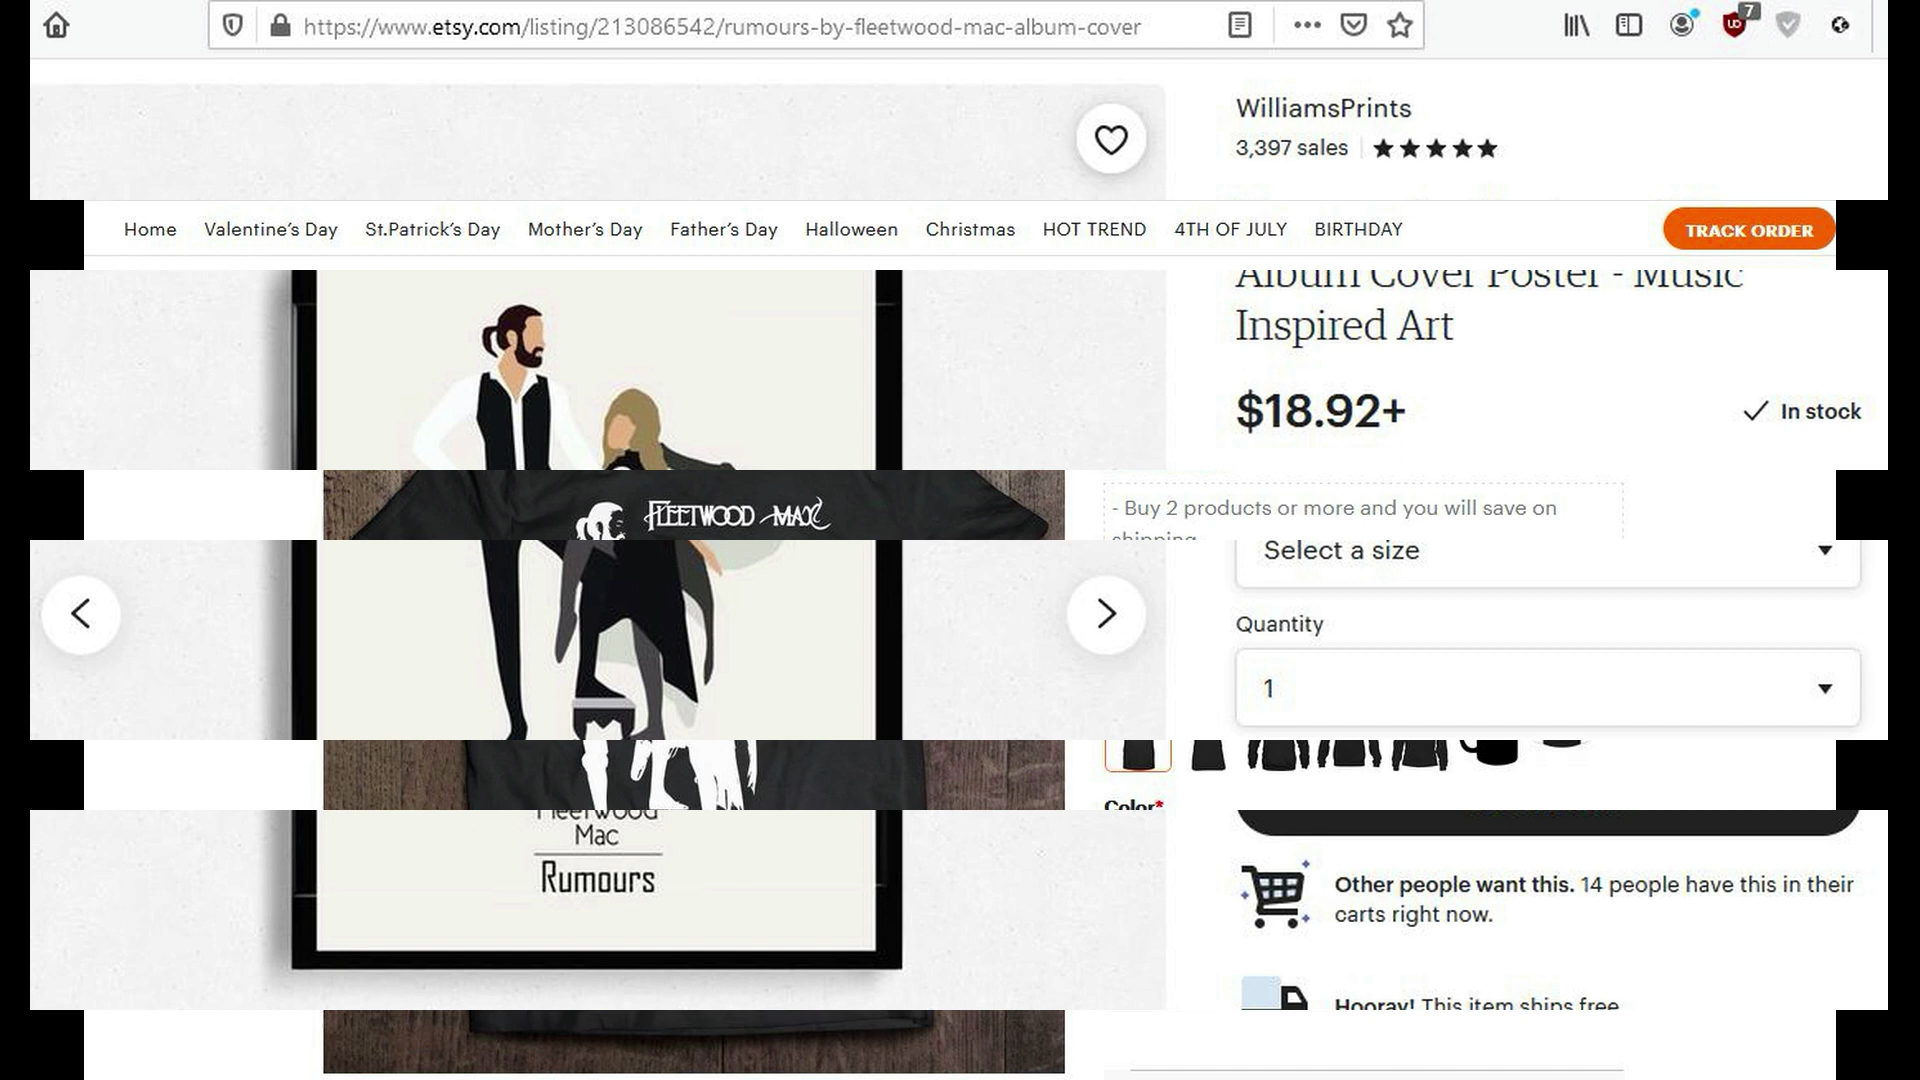 https://www.etsy.com/listing/213086542/rumours-by-fleetwood-mac-album-cover
7
WilliamsPrints
3,397 sales
Home Valentine's Day St.Patrick's Day Mother's Day Father's Day Halloween Christmas HOT TREND 4TH OF JULY BIRTHDAY TRACK ORDER
Album Cover Poster - Music
Inspired Art
$18.92+
In stock
FLEETWOOD MAC
- Buy 2 products or more and you will save on
shipping
Select a size
Quantity
1
Color*
Fleetwood
Mac
Rumours
Other people want this. 14 people have this in their
carts right now.
Hooray! This item ships free